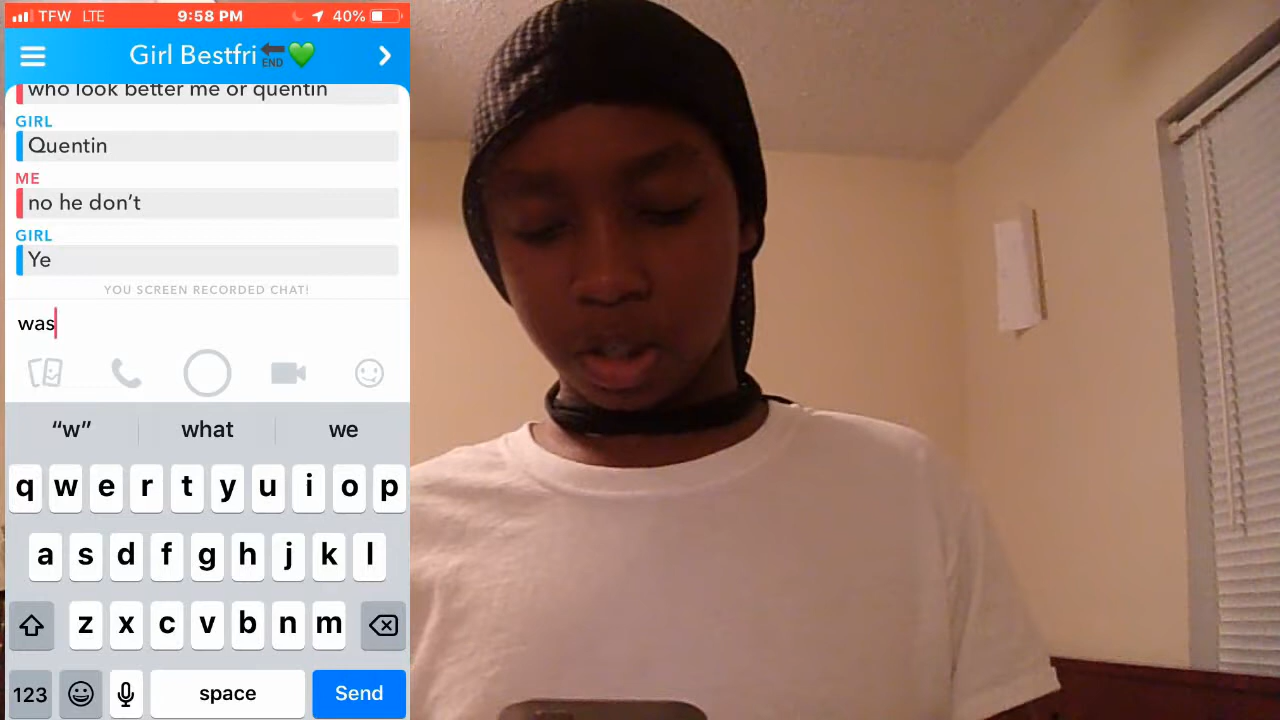 TFW LTE 9:58 PM 40%
Girl Bestfri🔚💚
who look better me or quentin
GIRL
Quentin
ME
no he don't
GIRL
Ye
YOU SCREEN RECORDED CHAT!
was
"w" what we
q w e r t y u i o p
a s d f g h j k l
z x c v b n m
123 space Send